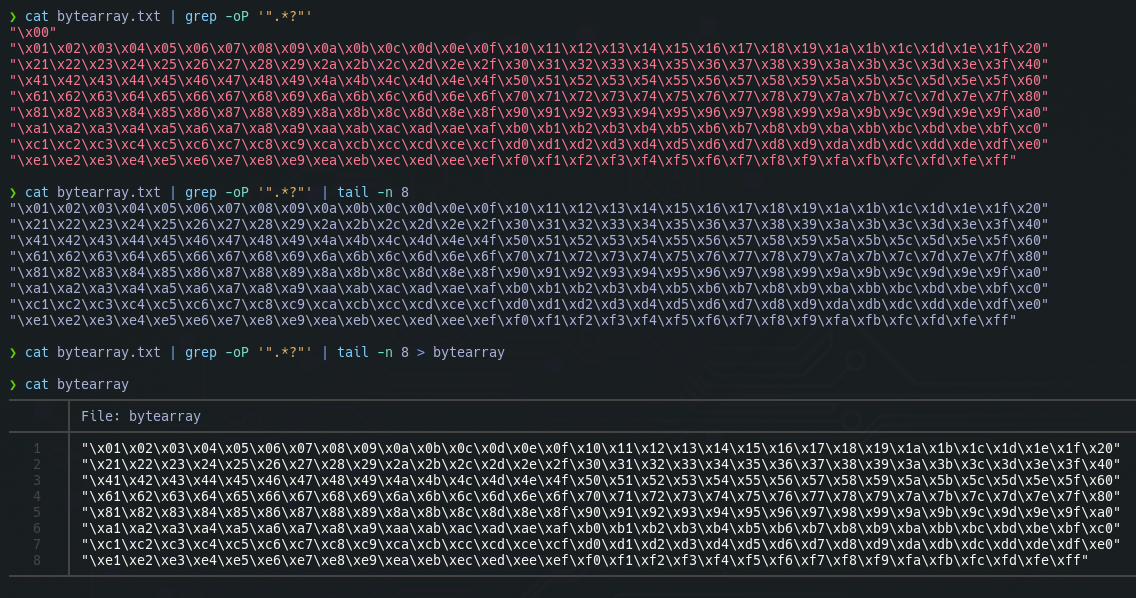 ❯ cat bytearray.txt | grep -oP '".*?"'
"\x00"
"\x01\x02\x03\x04\x05\x06\x07\x08\x09\x0a\x0b\x0c\x0d\x0e\x0f\x10\x11\x12\x13\x14\x15\x16\x17\x18\x19\x1a\x1b\x1c\x1d\x1e\x1f\x20"
"\x21\x22\x23\x24\x25\x26\x27\x28\x29\x2a\x2b\x2c\x2d\x2e\x2f\x30\x31\x32\x33\x34\x35\x36\x37\x38\x39\x3a\x3b\x3c\x3d\x3e\x3f\x40"
"\x41\x42\x43\x44\x45\x46\x47\x48\x49\x4a\x4b\x4c\x4d\x4e\x4f\x50\x51\x52\x53\x54\x55\x56\x57\x58\x59\x5a\x5b\x5c\x5d\x5e\x5f\x60"
"\x61\x62\x63\x64\x65\x66\x67\x68\x69\x6a\x6b\x6c\x6d\x6e\x6f\x70\x71\x72\x73\x74\x75\x76\x77\x78\x79\x7a\x7b\x7c\x7d\x7e\x7f\x80"
"\x81\x82\x83\x84\x85\x86\x87\x88\x89\x8a\x8b\x8c\x8d\x8e\x8f\x90\x91\x92\x93\x94\x95\x96\x97\x98\x99\x9a\x9b\x9c\x9d\x9e\x9f\xa0"
"\xa1\xa2\xa3\xa4\xa5\xa6\xa7\xa8\xa9\xaa\xab\xac\xad\xae\xaf\xb0\xb1\xb2\xb3\xb4\xb5\xb6\xb7\xb8\xb9\xba\xbb\xbc\xbd\xbe\xbf\xc0"
"\xc1\xc2\xc3\xc4\xc5\xc6\xc7\xc8\xc9\xca\xcb\xcc\xcd\xce\xcf\xd0\xd1\xd2\xd3\xd4\xd5\xd6\xd7\xd8\xd9\xda\xdb\xdc\xdd\xde\xdf\xe0"
"\xe1\xe2\xe3\xe4\xe5\xe6\xe7\xe8\xe9\xea\xeb\xec\xed\xee\xef\xf0\xf1\xf2\xf3\xf4\xf5\xf6\xf7\xf8\xf9\xfa\xfb\xfc\xfd\xfe\xff"
❯ cat bytearray.txt | grep -oP '".*?"' | tail -n 8
"\x01\x02\x03\x04\x05\x06\x07\x08\x09\x0a\x0b\x0c\x0d\x0e\x0f\x10\x11\x12\x13\x14\x15\x16\x17\x18\x19\x1a\x1b\x1c\x1d\x1e\x1f\x20"
"\x21\x22\x23\x24\x25\x26\x27\x28\x29\x2a\x2b\x2c\x2d\x2e\x2f\x30\x31\x32\x33\x34\x35\x36\x37\x38\x39\x3a\x3b\x3c\x3d\x3e\x3f\x40"
"\x41\x42\x43\x44\x45\x46\x47\x48\x49\x4a\x4b\x4c\x4d\x4e\x4f\x50\x51\x52\x53\x54\x55\x56\x57\x58\x59\x5a\x5b\x5c\x5d\x5e\x5f\x60"
"\x61\x62\x63\x64\x65\x66\x67\x68\x69\x6a\x6b\x6c\x6d\x6e\x6f\x70\x71\x72\x73\x74\x75\x76\x77\x78\x79\x7a\x7b\x7c\x7d\x7e\x7f\x80"
"\x81\x82\x83\x84\x85\x86\x87\x88\x89\x8a\x8b\x8c\x8d\x8e\x8f\x90\x91\x92\x93\x94\x95\x96\x97\x98\x99\x9a\x9b\x9c\x9d\x9e\x9f\xa0"
"\xa1\xa2\xa3\xa4\xa5\xa6\xa7\xa8\xa9\xaa\xab\xac\xad\xae\xaf\xb0\xb1\xb2\xb3\xb4\xb5\xb6\xb7\xb8\xb9\xba\xbb\xbc\xbd\xbe\xbf\xc0"
"\xc1\xc2\xc3\xc4\xc5\xc6\xc7\xc8\xc9\xca\xcb\xcc\xcd\xce\xcf\xd0\xd1\xd2\xd3\xd4\xd5\xd6\xd7\xd8\xd9\xda\xdb\xdc\xdd\xde\xdf\xe0"
"\xe1\xe2\xe3\xe4\xe5\xe6\xe7\xe8\xe9\xea\xeb\xec\xed\xee\xef\xf0\xf1\xf2\xf3\xf4\xf5\xf6\xf7\xf8\xf9\xfa\xfb\xfc\xfd\xfe\xff"
❯ cat bytearray.txt | grep -oP '".*?"' | tail -n 8 > bytearray
❯ cat bytearray
File: bytearray
1 "\x01\x02\x03\x04\x05\x06\x07\x08\x09\x0a\x0b\x0c\x0d\x0e\x0f\x10\x11\x12\x13\x14\x15\x16\x17\x18\x19\x1a\x1b\x1c\x1d\x1e\x1f\x20"
2 "\x21\x22\x23\x24\x25\x26\x27\x28\x29\x2a\x2b\x2c\x2d\x2e\x2f\x30\x31\x32\x33\x34\x35\x36\x37\x38\x39\x3a\x3b\x3c\x3d\x3e\x3f\x40"
3 "\x41\x42\x43\x44\x45\x46\x47\x48\x49\x4a\x4b\x4c\x4d\x4e\x4f\x50\x51\x52\x53\x54\x55\x56\x57\x58\x59\x5a\x5b\x5c\x5d\x5e\x5f\x60"
4 "\x61\x62\x63\x64\x65\x66\x67\x68\x69\x6a\x6b\x6c\x6d\x6e\x6f\x70\x71\x72\x73\x74\x75\x76\x77\x78\x79\x7a\x7b\x7c\x7d\x7e\x7f\x80"
5 "\x81\x82\x83\x84\x85\x86\x87\x88\x89\x8a\x8b\x8c\x8d\x8e\x8f\x90\x91\x92\x93\x94\x95\x96\x97\x98\x99\x9a\x9b\x9c\x9d\x9e\x9f\xa0"
6 "\xa1\xa2\xa3\xa4\xa5\xa6\xa7\xa8\xa9\xaa\xab\xac\xad\xae\xaf\xb0\xb1\xb2\xb3\xb4\xb5\xb6\xb7\xb8\xb9\xba\xbb\xbc\xbd\xbe\xbf\xc0"
7 "\xc1\xc2\xc3\xc4\xc5\xc6\xc7\xc8\xc9\xca\xcb\xcc\xcd\xce\xcf\xd0\xd1\xd2\xd3\xd4\xd5\xd6\xd7\xd8\xd9\xda\xdb\xdc\xdd\xde\xdf\xe0"
8 "\xe1\xe2\xe3\xe4\xe5\xe6\xe7\xe8\xe9\xea\xeb\xec\xed\xee\xef\xf0\xf1\xf2\xf3\xf4\xf5\xf6\xf7\xf8\xf9\xfa\xfb\xfc\xfd\xfe\xff"